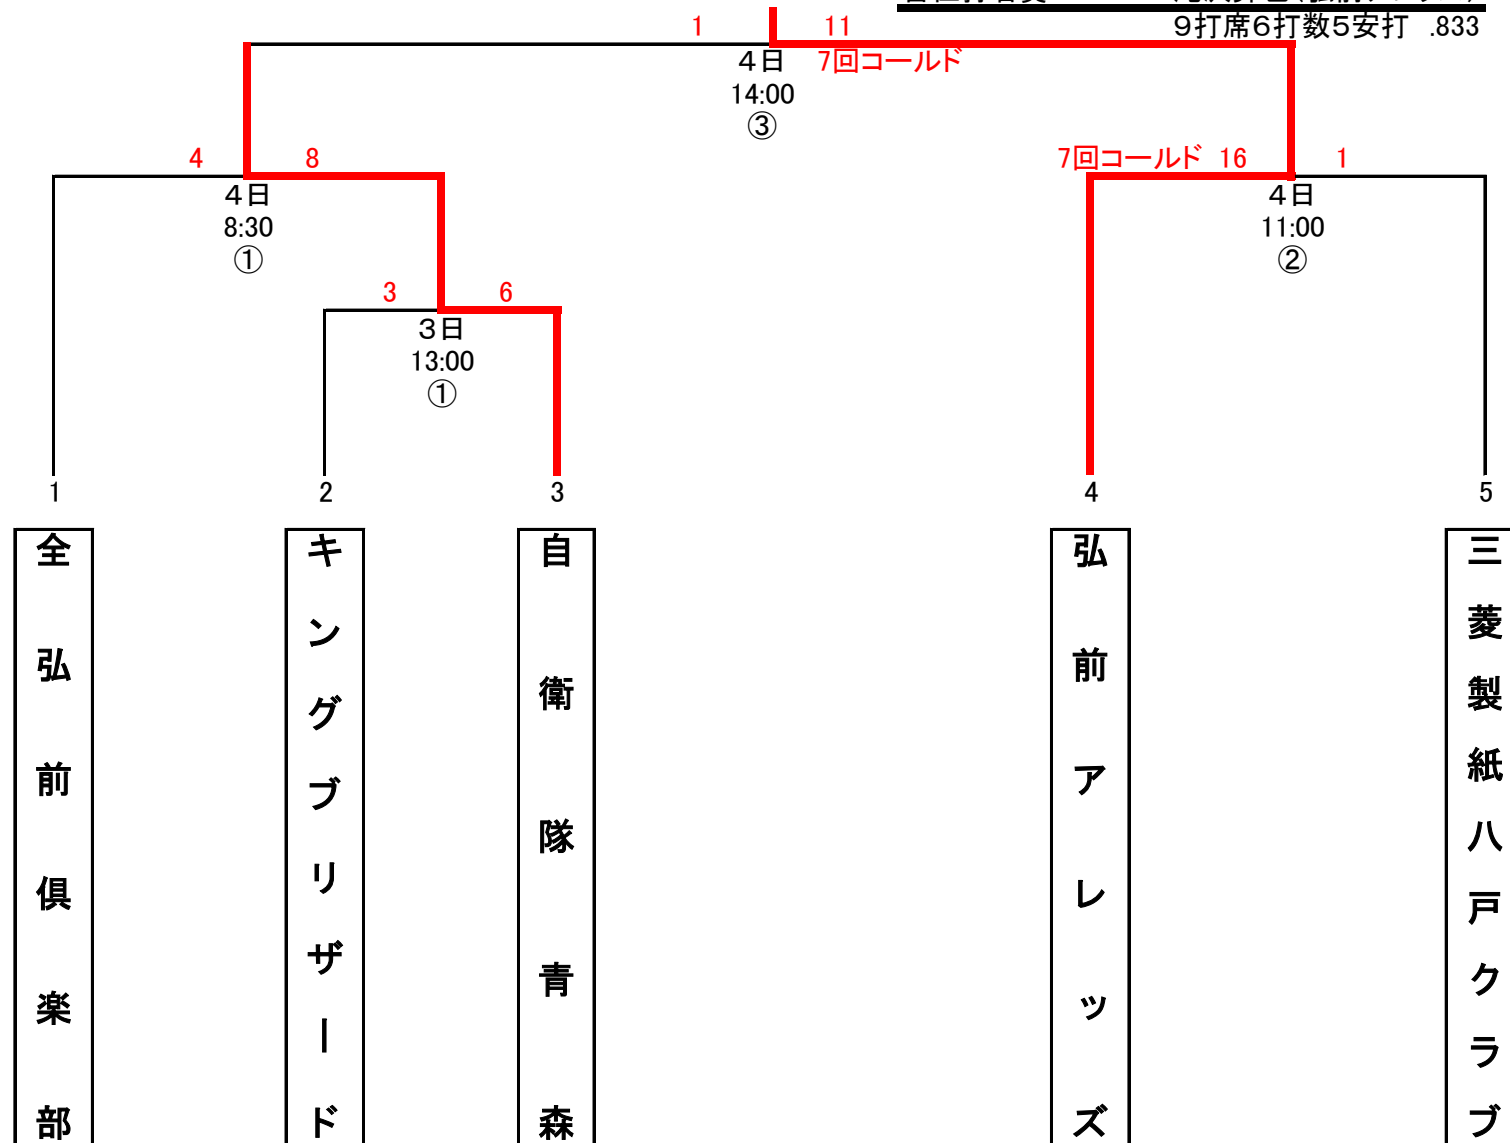 9打席6打数5安打 .833
1 11
4日 7回コールド
14:00
③
4 8
7回コールド 16 1
4日
8:30
①
4日
11:00
②
3 6
3日
13:00
①
1
2
3
4
5
全弘前倶楽部
キングブリザード
自衛隊青森
弘前アレッズ
三菱製紙八戸クラブ